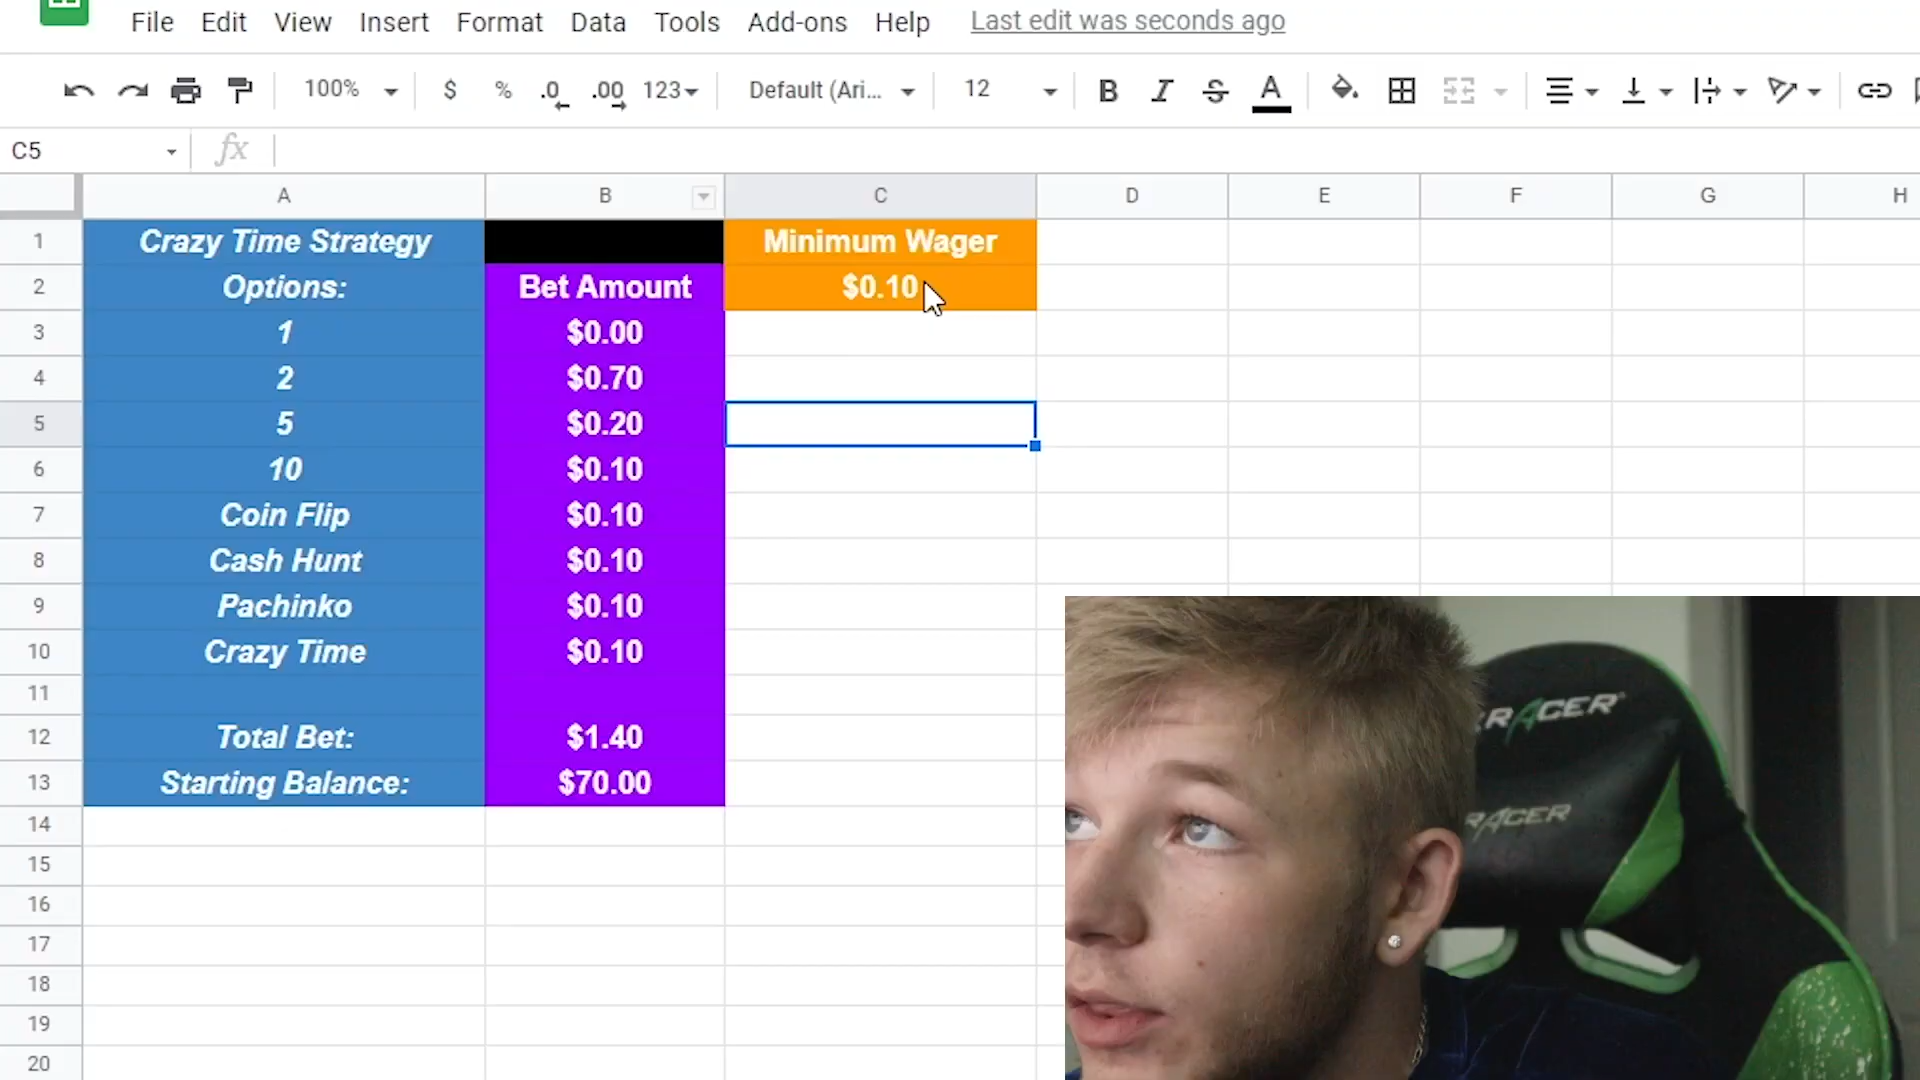 File Edit View Insert Format Data Tools Add-ons Help Last edit was seconds ago
100% $ % .0 .00 123 Default (Ari... 12 B I S A
C5 fx
A B C D E F G H
1 Crazy Time Strategy Minimum Wager
2 Options: Bet Amount $0.10
3 1 $0.00
4 2 $0.70
5 5 $0.20
6 10 $0.10
7 Coin Flip $0.10
8 Cash Hunt $0.10
9 Pachinko $0.10
10 Crazy Time $0.10
11
12 Total Bet: $1.40
13 Starting Balance: $70.00
14
15
16
17
18
19
20
RACER
RACER